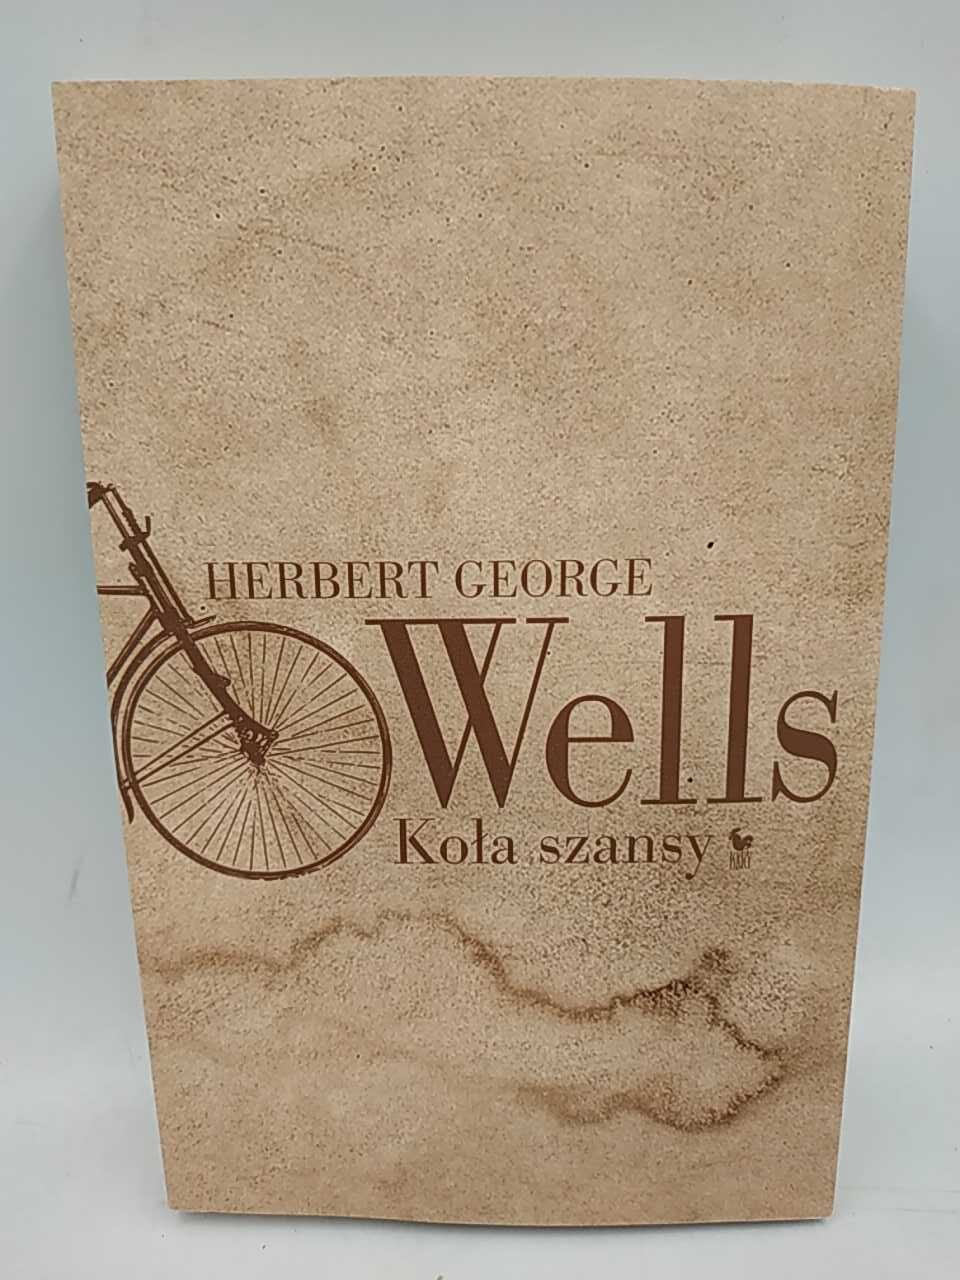 HERBERT GEORGE
Wells
Koła szansy